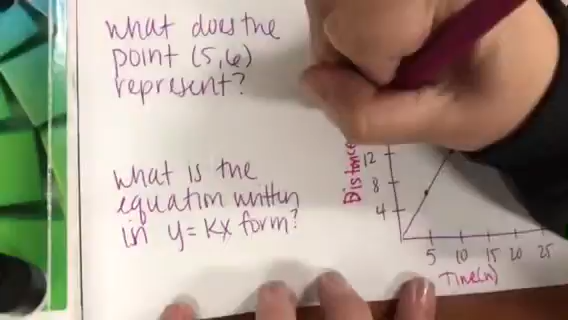 What does the
point (5,6)
represent?
What is the
equation written
in y=kx form?
Distance
12
8
4
5 10 15 20 25
Time(h)